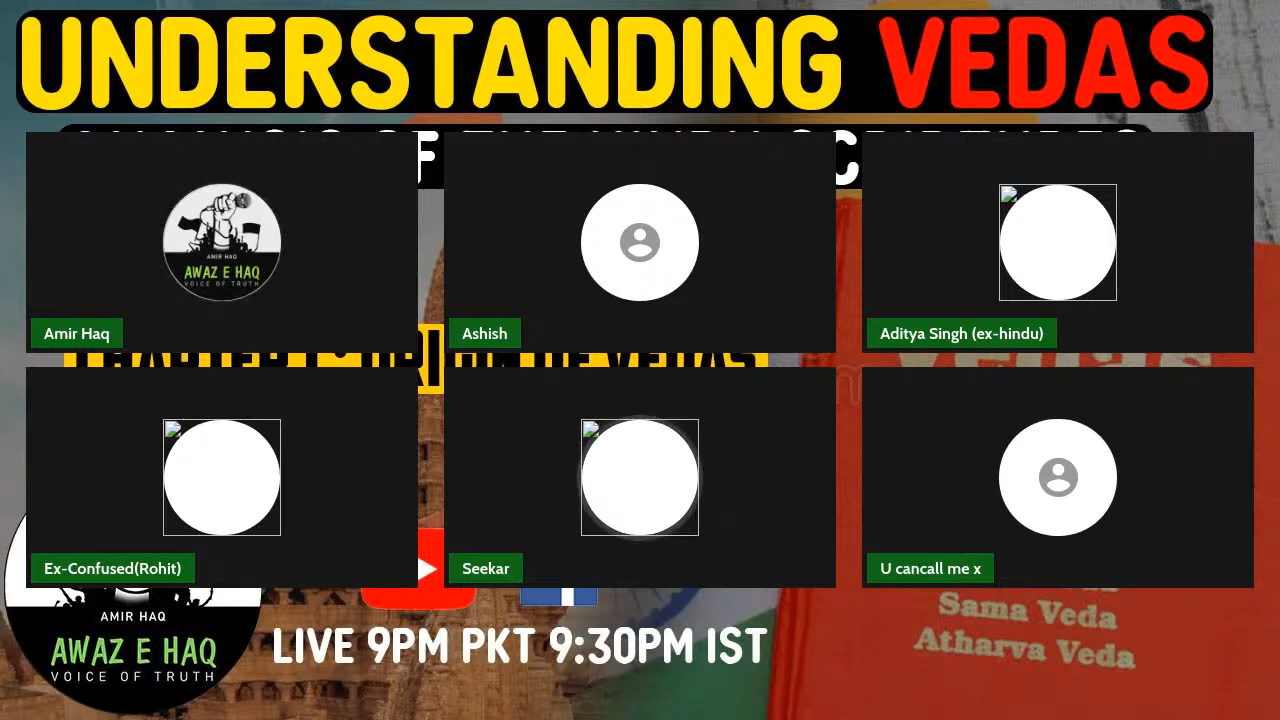 UNDERSTANDING VEDAS
AMIR HAQ
AWAZ E HAQ
VOICE OF TRUTH
Amir Haq
Ashish
Aditya Singh (ex-hindu)
Ex-Confused(Rohit)
Seekar
U cancall me x
Sama Veda
Atharva Veda
AMIR HAQ
AWAZ E HAQ
VOICE OF TRUTH
LIVE 9PM PKT 9:30PM IST